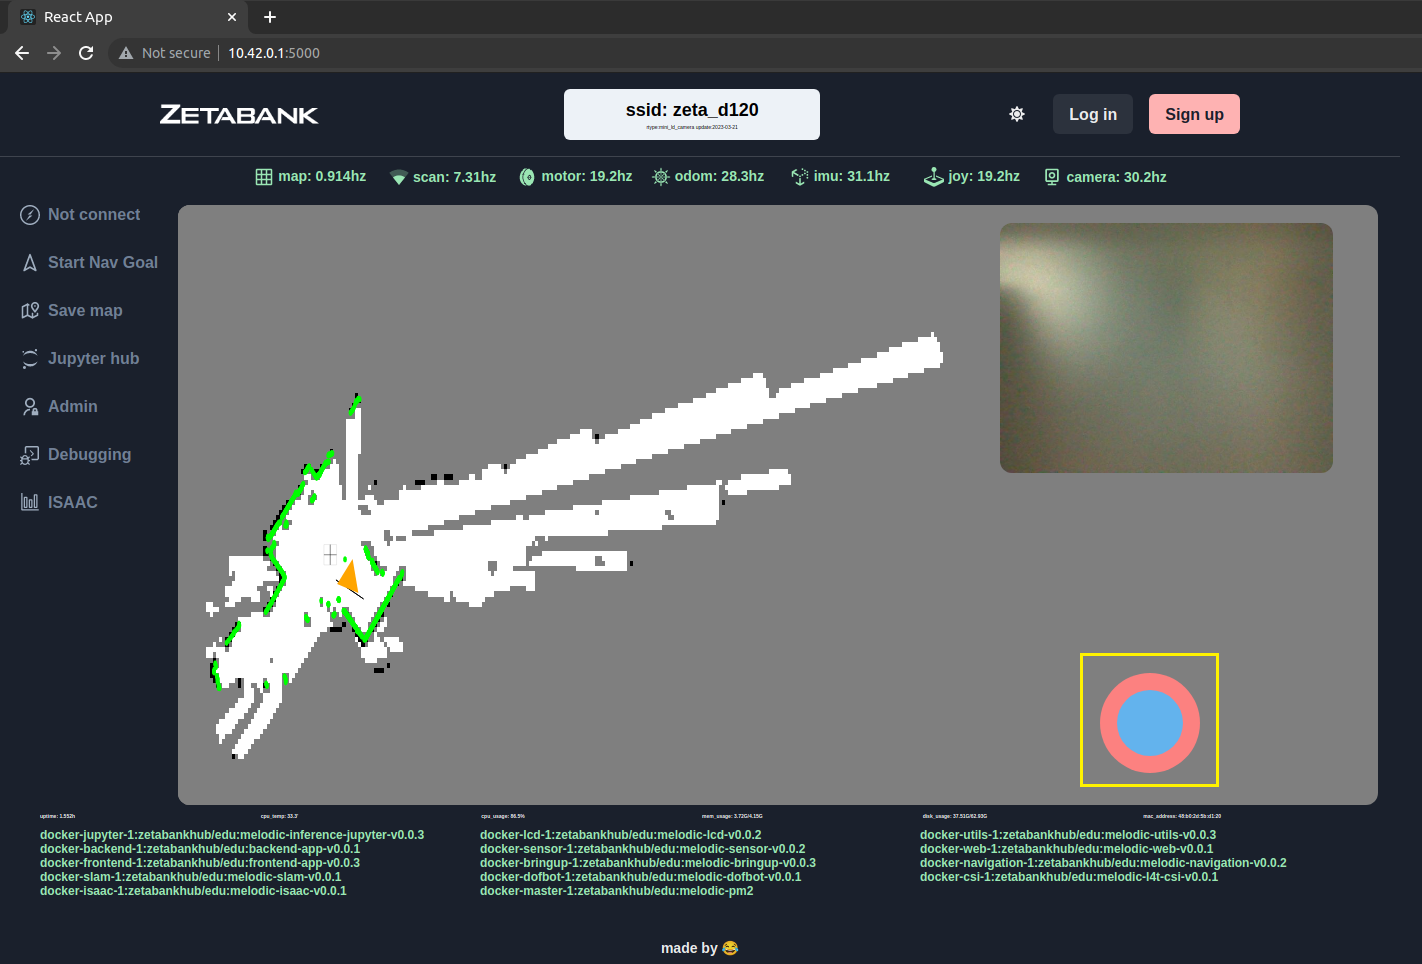 React App
Not secure
10.42.0.1:5000
ZETABANK
ssid: zeta_d120
rtype:mini_ld_camera update:2023-03-21
Log in
Sign up
map: 0.914hz
scan: 7.31hz
motor: 19.2hz
odom: 28.3hz
imu: 31.1hz
joy: 19.2hz
camera: 30.2hz
Not connect
Start Nav Goal
Save map
Jupyter hub
Admin
Debugging
ISAAC
uptime: 1.552h
cpu_temp: 33.3'
cpu_usage: 86.5%
mem_usage: 3.72G/4.15G
disk_usage: 37.51G/62.93G
mac_address: 48:b0:2d:5b:d1:20
docker-jupyter-1:zetabankhub/edu:melodic-inference-jupyter-v0.0.3
docker-backend-1:zetabankhub/edu:backend-app-v0.0.1
docker-frontend-1:zetabankhub/edu:frontend-app-v0.0.3
docker-slam-1:zetabankhub/edu:melodic-slam-v0.0.1
docker-isaac-1:zetabankhub/edu:melodic-isaac-v0.0.1
docker-lcd-1:zetabankhub/edu:melodic-lcd-v0.0.2
docker-sensor-1:zetabankhub/edu:melodic-sensor-v0.0.2
docker-bringup-1:zetabankhub/edu:melodic-bringup-v0.0.3
docker-dofbot-1:zetabankhub/edu:melodic-dofbot-v0.0.1
docker-master-1:zetabankhub/edu:melodic-pm2
docker-utils-1:zetabankhub/edu:melodic-utils-v0.0.3
docker-web-1:zetabankhub/edu:melodic-web-v0.0.1
docker-navigation-1:zetabankhub/edu:melodic-navigation-v0.0.2
docker-csi-1:zetabankhub/edu:melodic-l4t-csi-v0.0.1
made by 😂